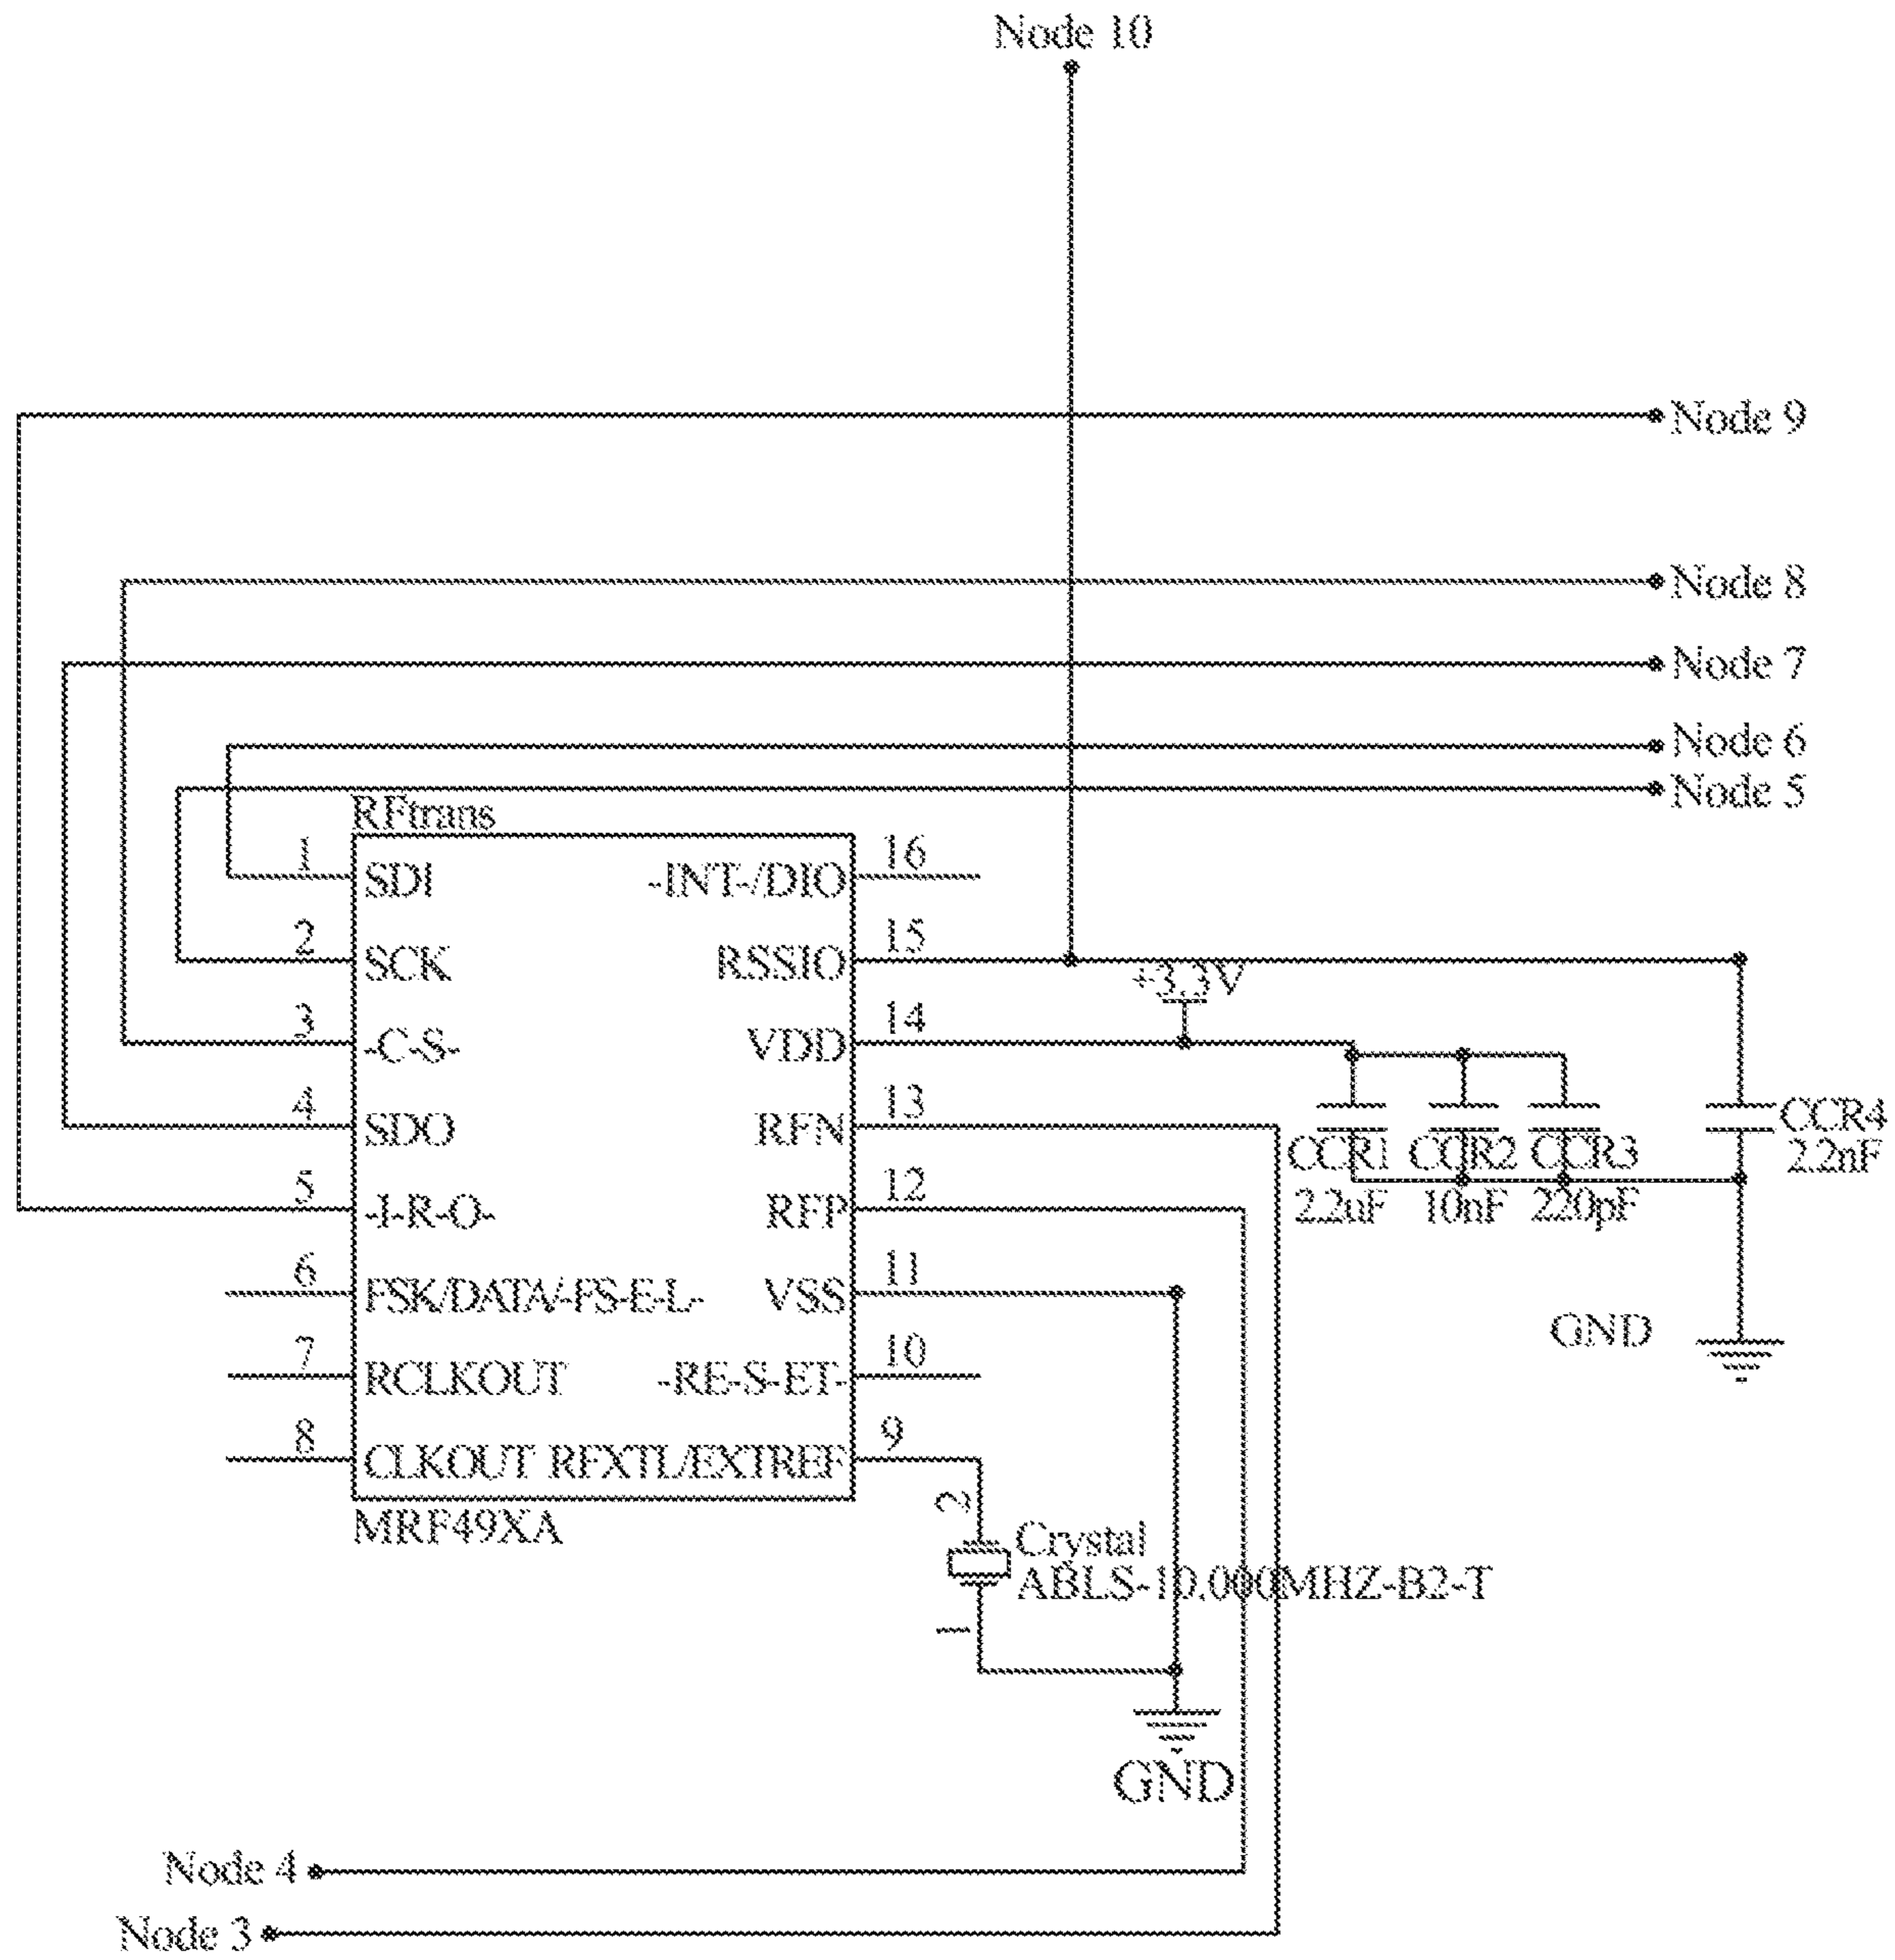 Node 10
Node 9
Node 8
Node 7
Node 6
Node 5
RFtrans
1 SDI -INT-/DIO 16
2 SCK RSSIO 15
+3.3V
3 -C-S- VDD 14
4 SDO RFN 13
CCR1 CCR2 CCR3 CCR4
2.2uF 10nF 220pF 2.2nF
5 -I-R-O- RFP 12
6 FSK/DATA/-FS-E-L- VSS 11
GND
7 RCLKOUT -RE-S-ET- 10
8 CLKOUT RFXTL/EXTREF 9
MRF49XA
2
Crystal
ABLS-10.000MHZ-B2-T
1
GND
Node 4
Node 3